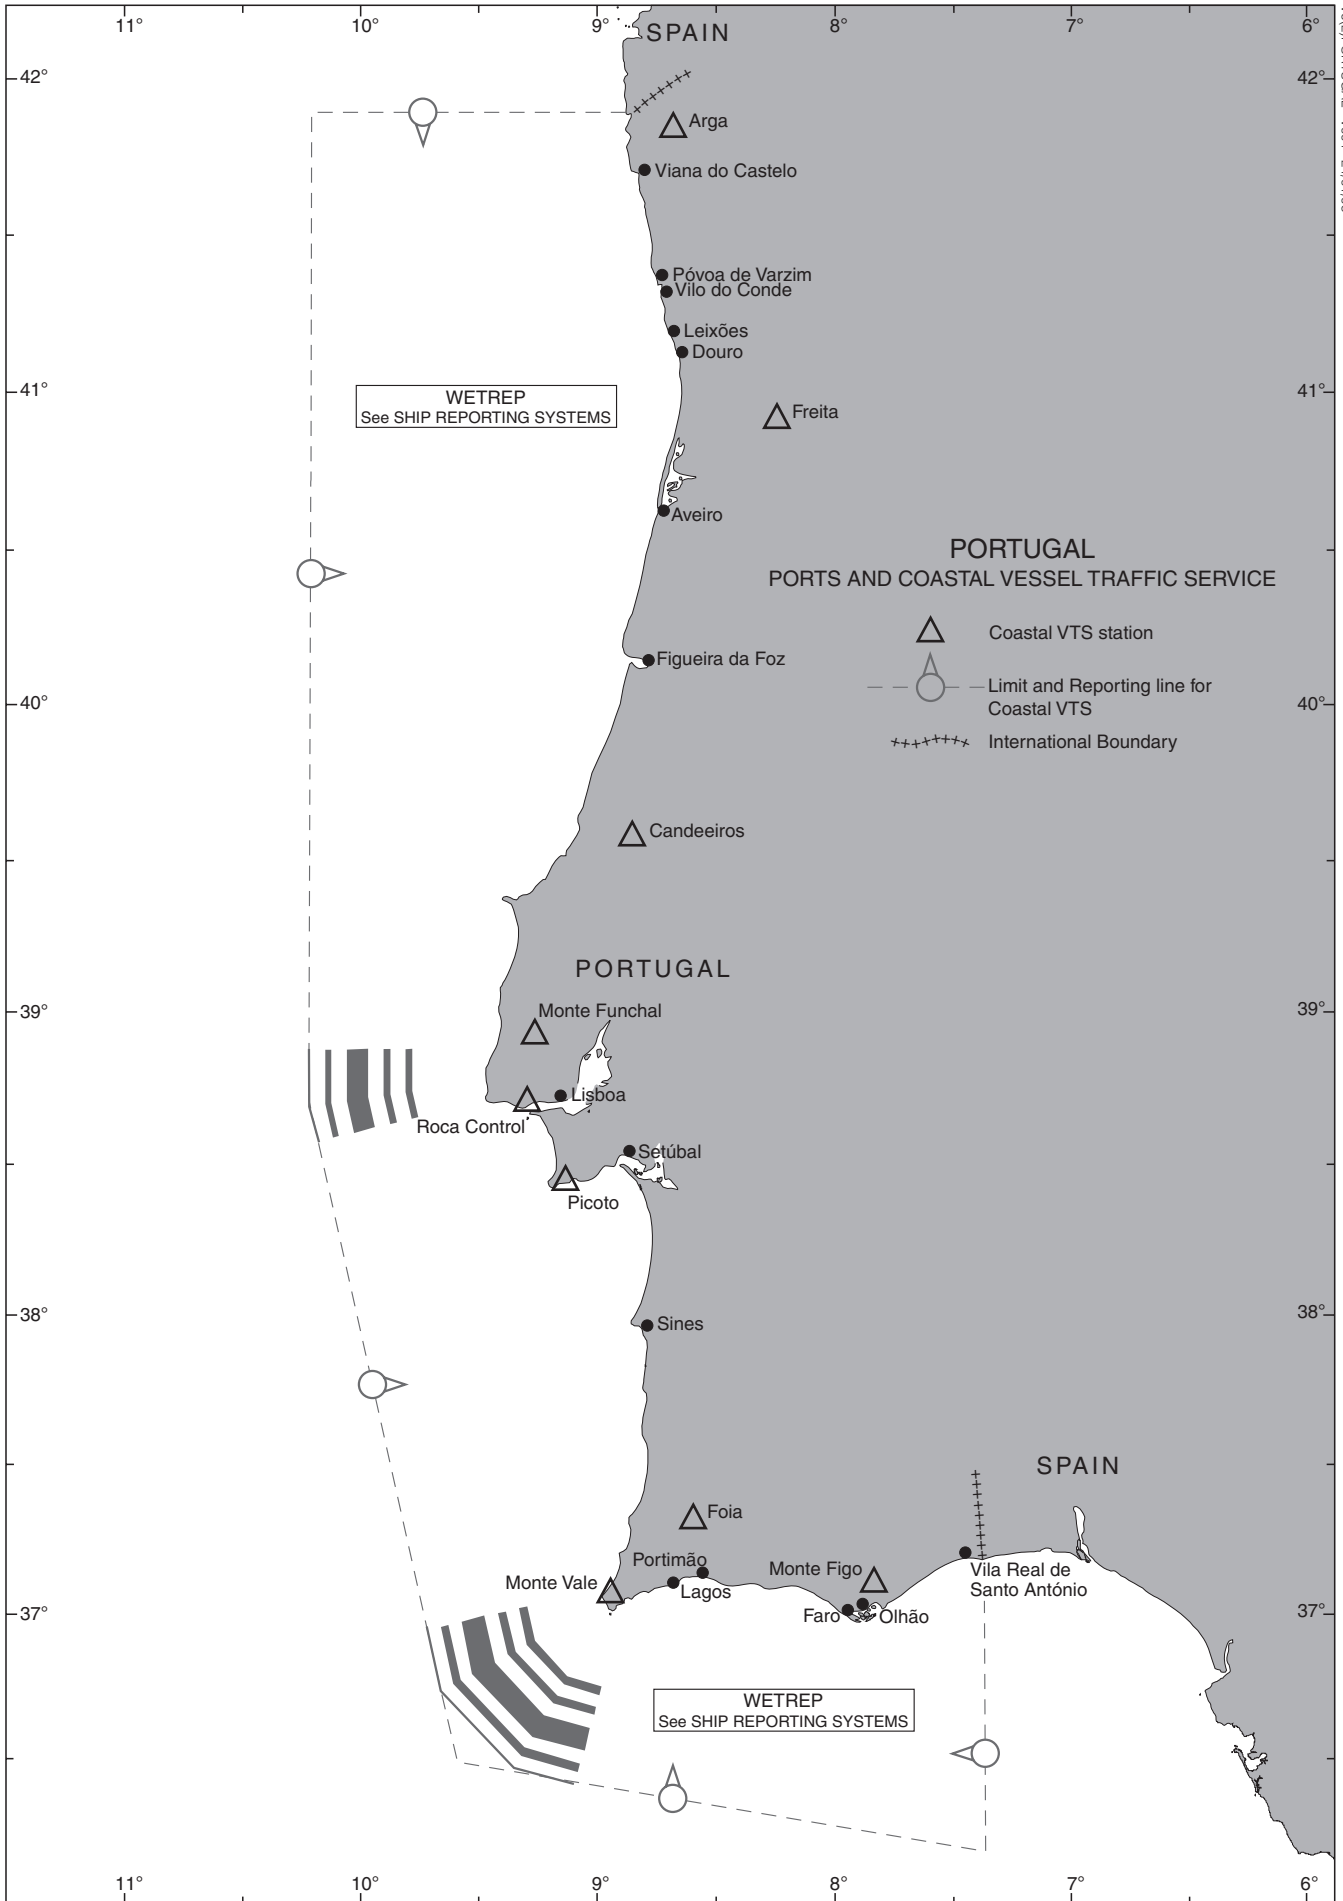 11°
10°
9°
8°
7°
6°
SPAIN
42°
42°
Arga
Viana do Castelo
Póvoa de Varzim
Vilo do Conde
Leixões
Douro
41°
41°
WETREP
See SHIP REPORTING SYSTEMS
Freita
Aveiro
PORTUGAL
PORTS AND COASTAL VESSEL TRAFFIC SERVICE
Coastal VTS station
Figueira da Foz
Limit and Reporting line for
Coastal VTS
40°
40°
International Boundary
Candeeiros
PORTUGAL
39°
39°
Monte Funchal
Lisboa
Roca Control
Setúbal
Picoto
38°
38°
Sines
SPAIN
Foia
Portimão
Monte Figo
Vila Real de
Santo António
Monte Vale
Lagos
37°
37°
Faro
Olhão
WETREP
See SHIP REPORTING SYSTEMS
11°
10°
9°
8°
7°
6°